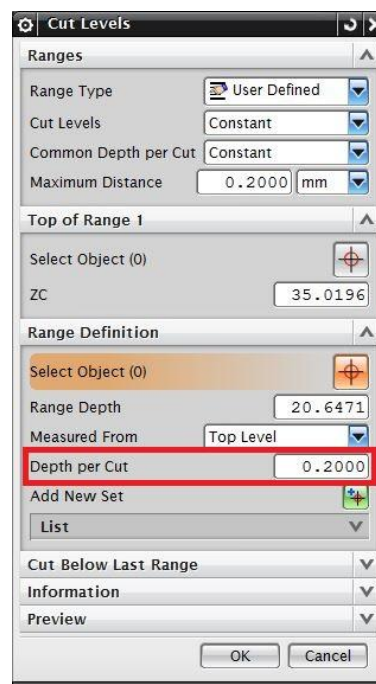 Cut Levels
Ranges
Range Type User Defined
Cut Levels Constant
Common Depth per Cut Constant
Maximum Distance 0.2000 mm
Top of Range 1
Select Object (0)
ZC 35.0196
Range Definition
Select Object (0)
Range Depth 20.6471
Measured From Top Level
Depth per Cut 0.2000
Add New Set
List
Cut Below Last Range
Information
Preview
OK Cancel